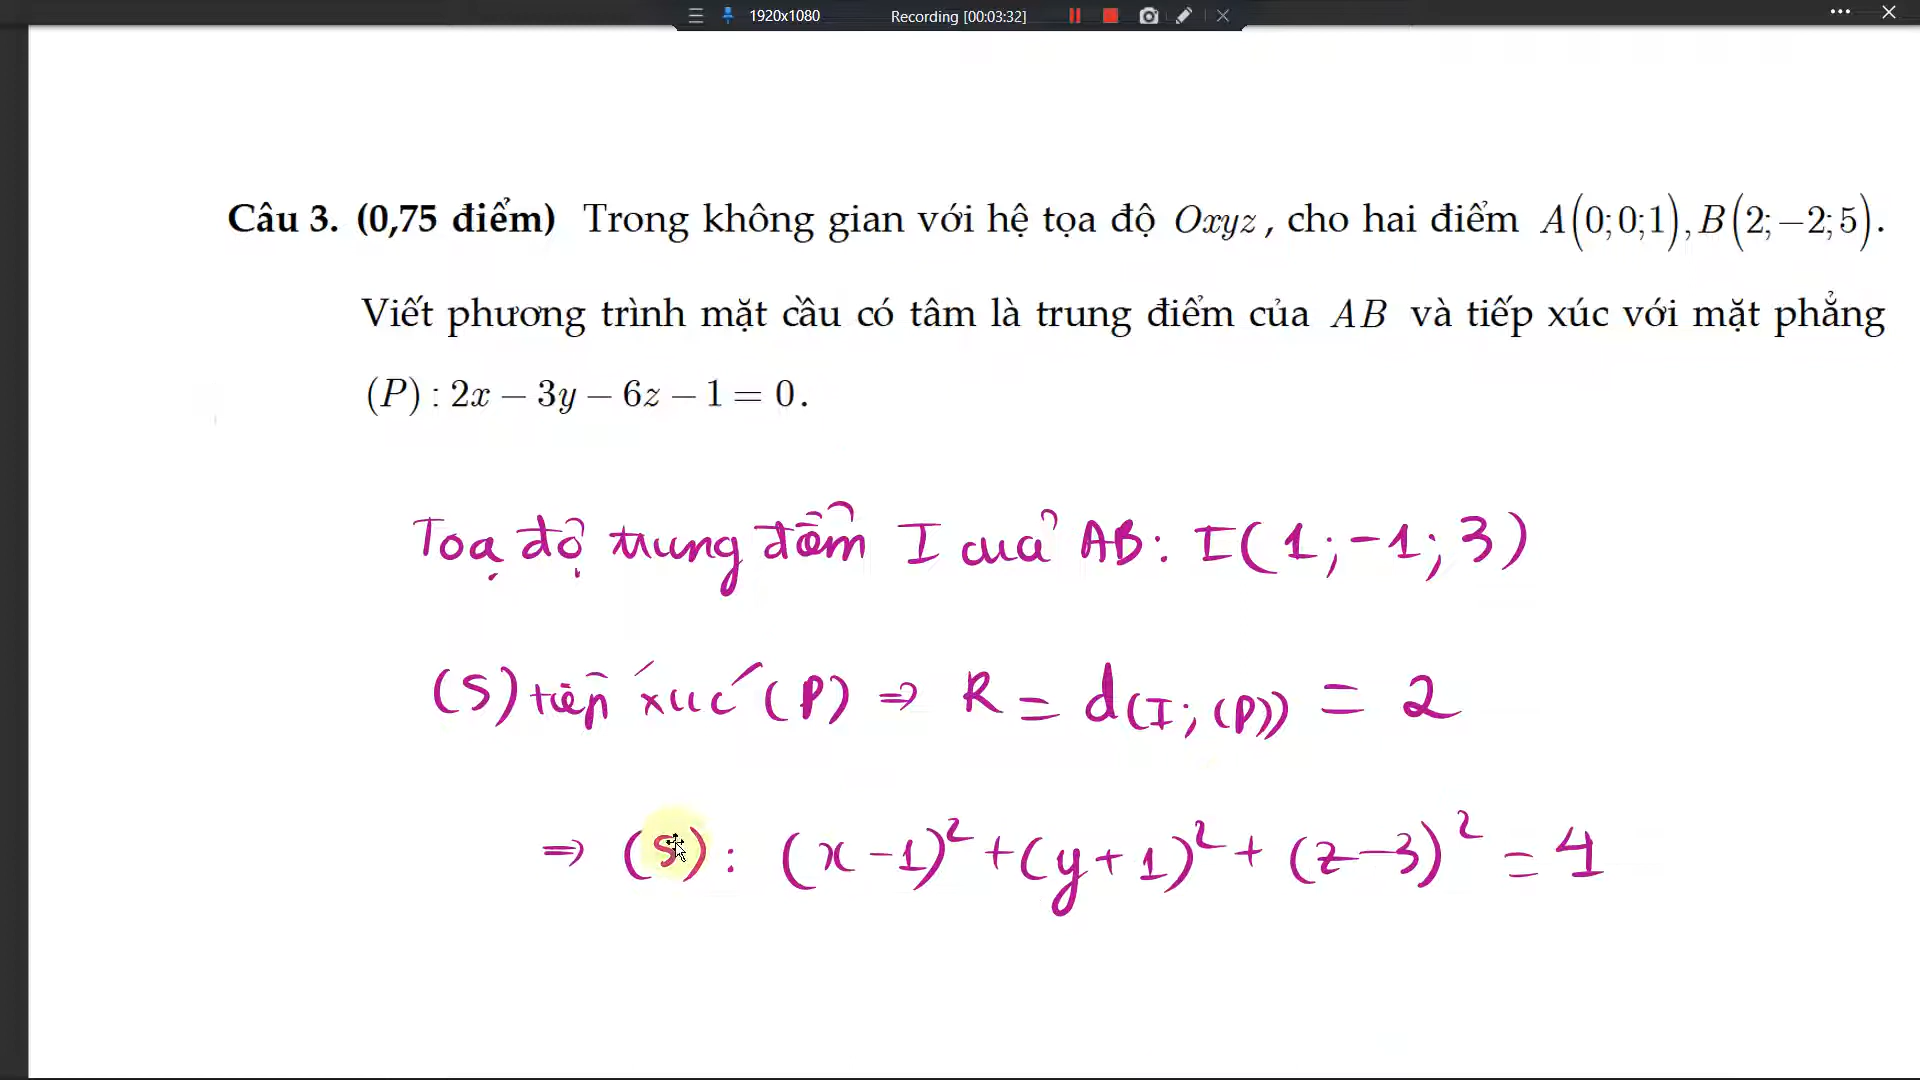 1920x1080 Recording [00:03:32]
Câu 3. (0,75 điểm) Trong không gian với hệ tọa độ Oxyz, cho hai điểm A(0;0;1), B(2;−2;5).
Viết phương trình mặt cầu có tâm là trung điểm của AB và tiếp xúc với mặt phẳng
(P) : 2x − 3y − 6z − 1 = 0.
Toạ độ trung điểm I của AB: I(1;-1;3)
(S) tiếp xúc (P) ⇒ R = d(I;(P)) = 2
⇒ (S): (x-1)² + (y+1)² + (z-3)² = 4